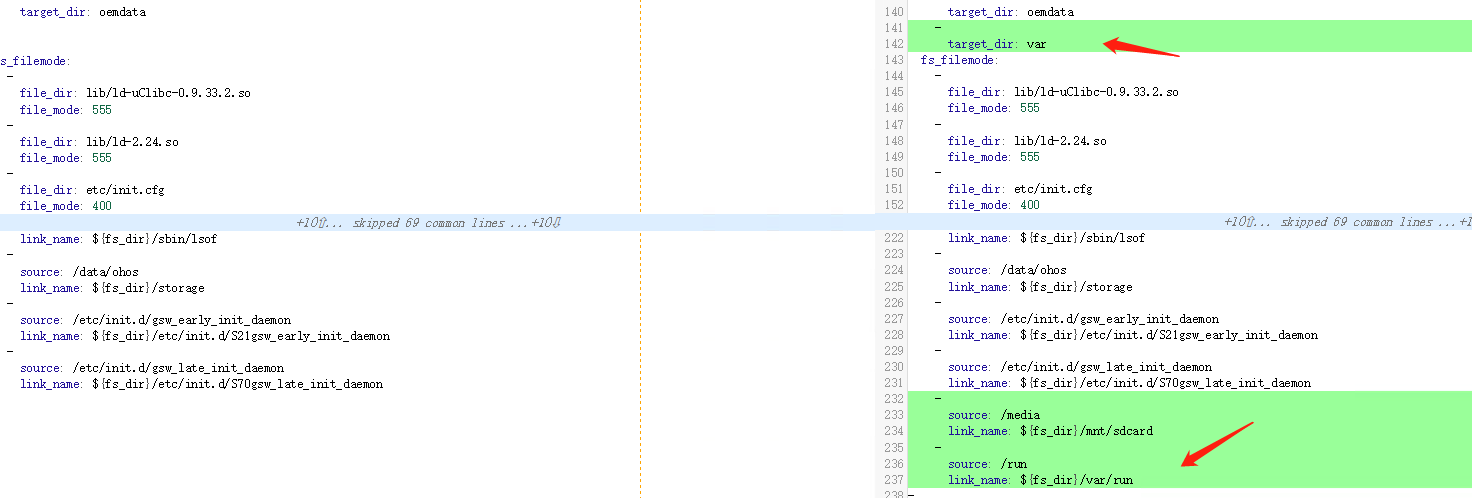 target_dir: oemdata
s_filemode:
-
file_dir: lib/ld-uClibc-0.9.33.2.so
file_mode: 555
-
file_dir: lib/ld-2.24.so
file_mode: 555
-
file_dir: etc/init.cfg
file_mode: 400
+10⇧... skipped 69 common lines ...+10⇩
link_name: ${fs_dir}/sbin/lsof
-
source: /data/ohos
link_name: ${fs_dir}/storage
-
source: /etc/init.d/gsw_early_init_daemon
link_name: ${fs_dir}/etc/init.d/S21gsw_early_init_daemon
-
source: /etc/init.d/gsw_late_init_daemon
link_name: ${fs_dir}/etc/init.d/S70gsw_late_init_daemon
140 target_dir: oemdata
141 -
142 target_dir: var
143 fs_filemode:
144 -
145 file_dir: lib/ld-uClibc-0.9.33.2.so
146 file_mode: 555
147 -
148 file_dir: lib/ld-2.24.so
149 file_mode: 555
150 -
151 file_dir: etc/init.cfg
152 file_mode: 400
+10⇧... skipped 69 common lines ...+1
222 link_name: ${fs_dir}/sbin/lsof
223 -
224 source: /data/ohos
225 link_name: ${fs_dir}/storage
226 -
227 source: /etc/init.d/gsw_early_init_daemon
228 link_name: ${fs_dir}/etc/init.d/S21gsw_early_init_daemon
229 -
230 source: /etc/init.d/gsw_late_init_daemon
231 link_name: ${fs_dir}/etc/init.d/S70gsw_late_init_daemon
232 -
233 source: /media
234 link_name: ${fs_dir}/mnt/sdcard
235 -
236 source: /run
237 link_name: ${fs_dir}/var/run
238 -